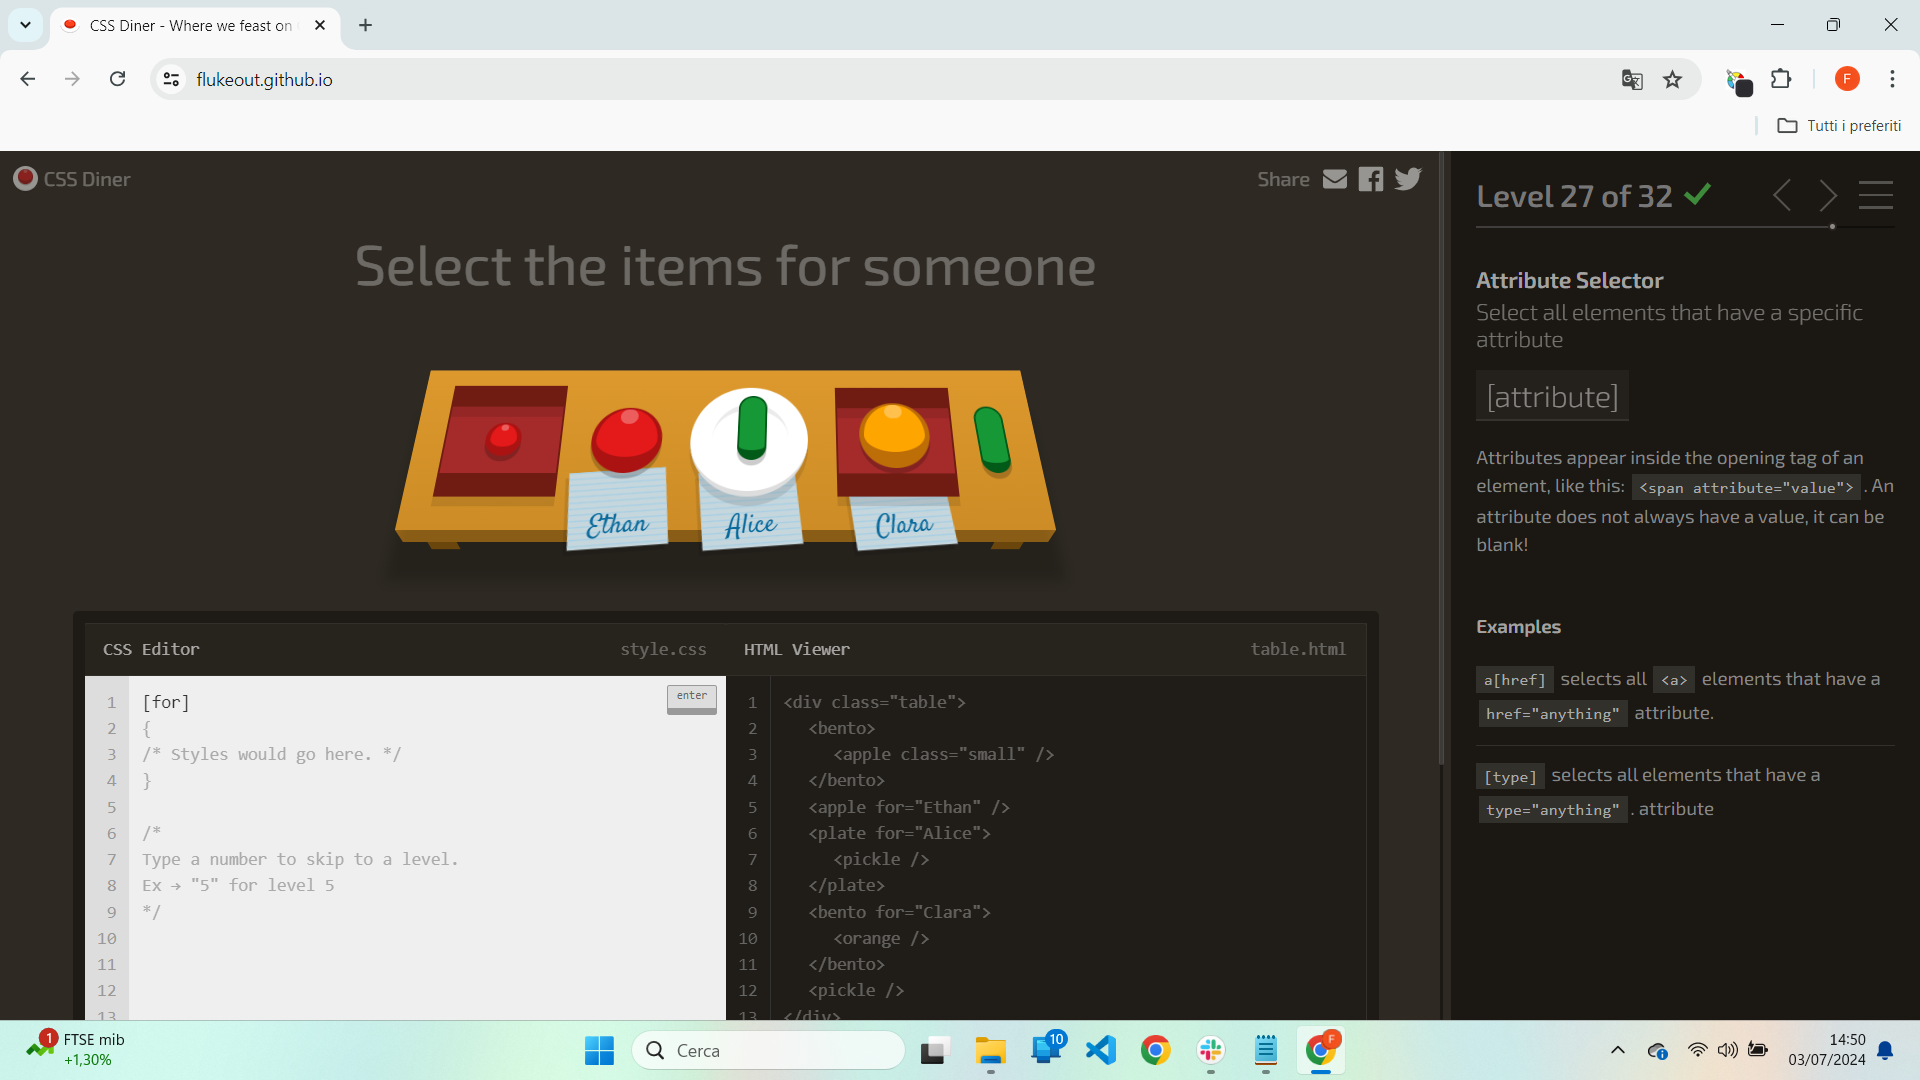 CSS Diner - Where we feast on
flukeout.github.io
F
Tutti i preferiti
CSS Diner
Share
Select the items for someone
Ethan
Alice
Clara
CSS Editor
style.css
HTML Viewer
table.html
1 [for]
2 {
3 /* Styles would go here. */
4 }
5
6 /*
7 Type a number to skip to a level.
8 Ex → "5" for level 5
9 */
10
11
12
13
enter
1 <div class="table">
2 <bento>
3 <apple class="small" />
4 </bento>
5 <apple for="Ethan" />
6 <plate for="Alice">
7 <pickle />
8 </plate>
9 <bento for="Clara">
10 <orange />
11 </bento>
12 <pickle />
13 </div>
Level 27 of 32
Attribute Selector
Select all elements that have a specific
attribute
[attribute]
Attributes appear inside the opening tag of an
element, like this: <span attribute="value"> . An
attribute does not always have a value, it can be
blank!
Examples
a[href] selects all <a> elements that have a
href="anything" attribute.
[type] selects all elements that have a
type="anything" . attribute
1
FTSE mib
+1,30%
Cerca
10
F
14:50
03/07/2024